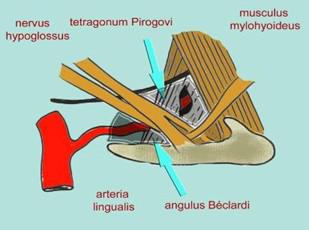 nervus
hypoglossus
tetragonum Pirogovi
musculus
mylohyoideus
arteria
lingualis
angulus Béclardi